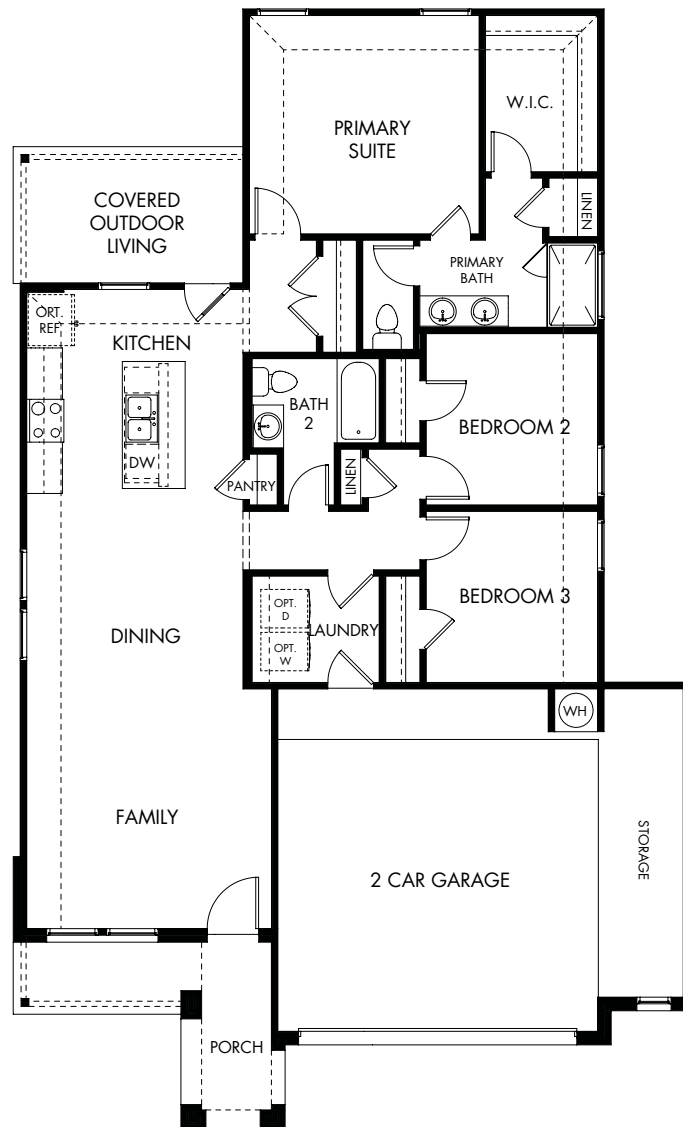 PRIMARY
SUITE
W.I.C.
COVERED
OUTDOOR
LIVING
LINEN
PRIMARY
BATH
ORT.
REF
KITCHEN
BATH
2
BEDROOM 2
DW
PANTRY
LINEN
OPT.
D
OPT.
W
LAUNDRY
BEDROOM 3
DINING
WH
FAMILY
2 CAR GARAGE
STORAGE
PORCH